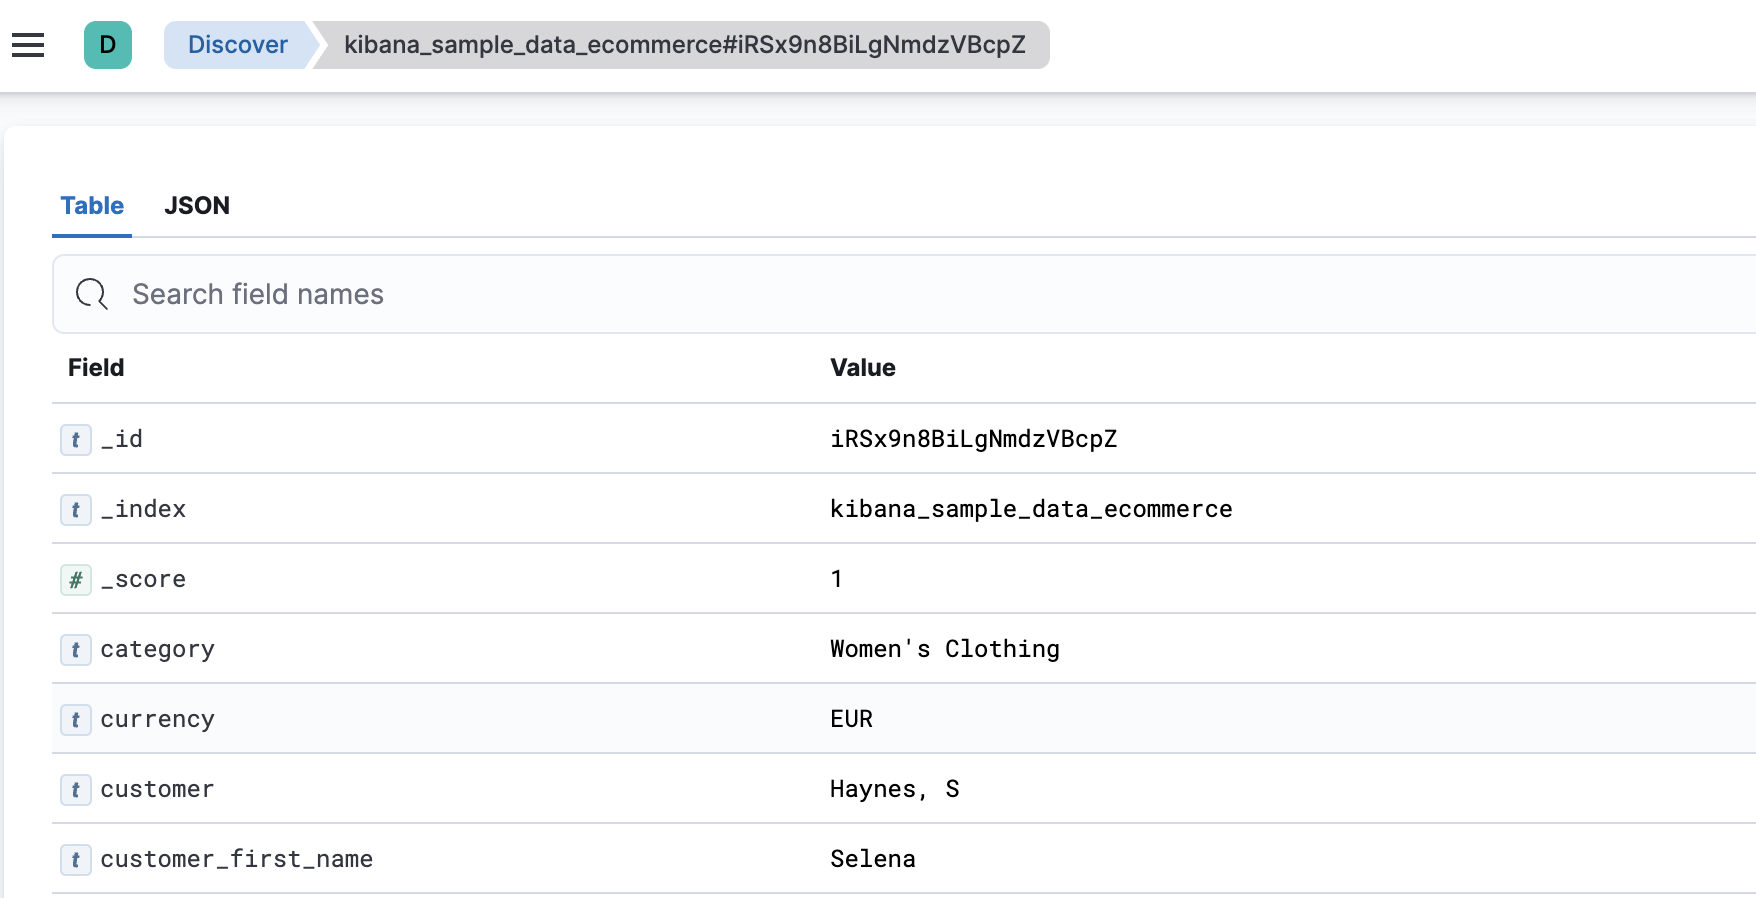 D Discover kibana_sample_data_ecommerce#iRSx9n8BiLgNmdzVBcpZ
Table JSON
Search field names
Field Value
t _id iRSx9n8BiLgNmdzVBcpZ
t _index kibana_sample_data_ecommerce
# _score 1
t category Women's Clothing
t currency EUR
t customer Haynes, S
t customer_first_name Selena